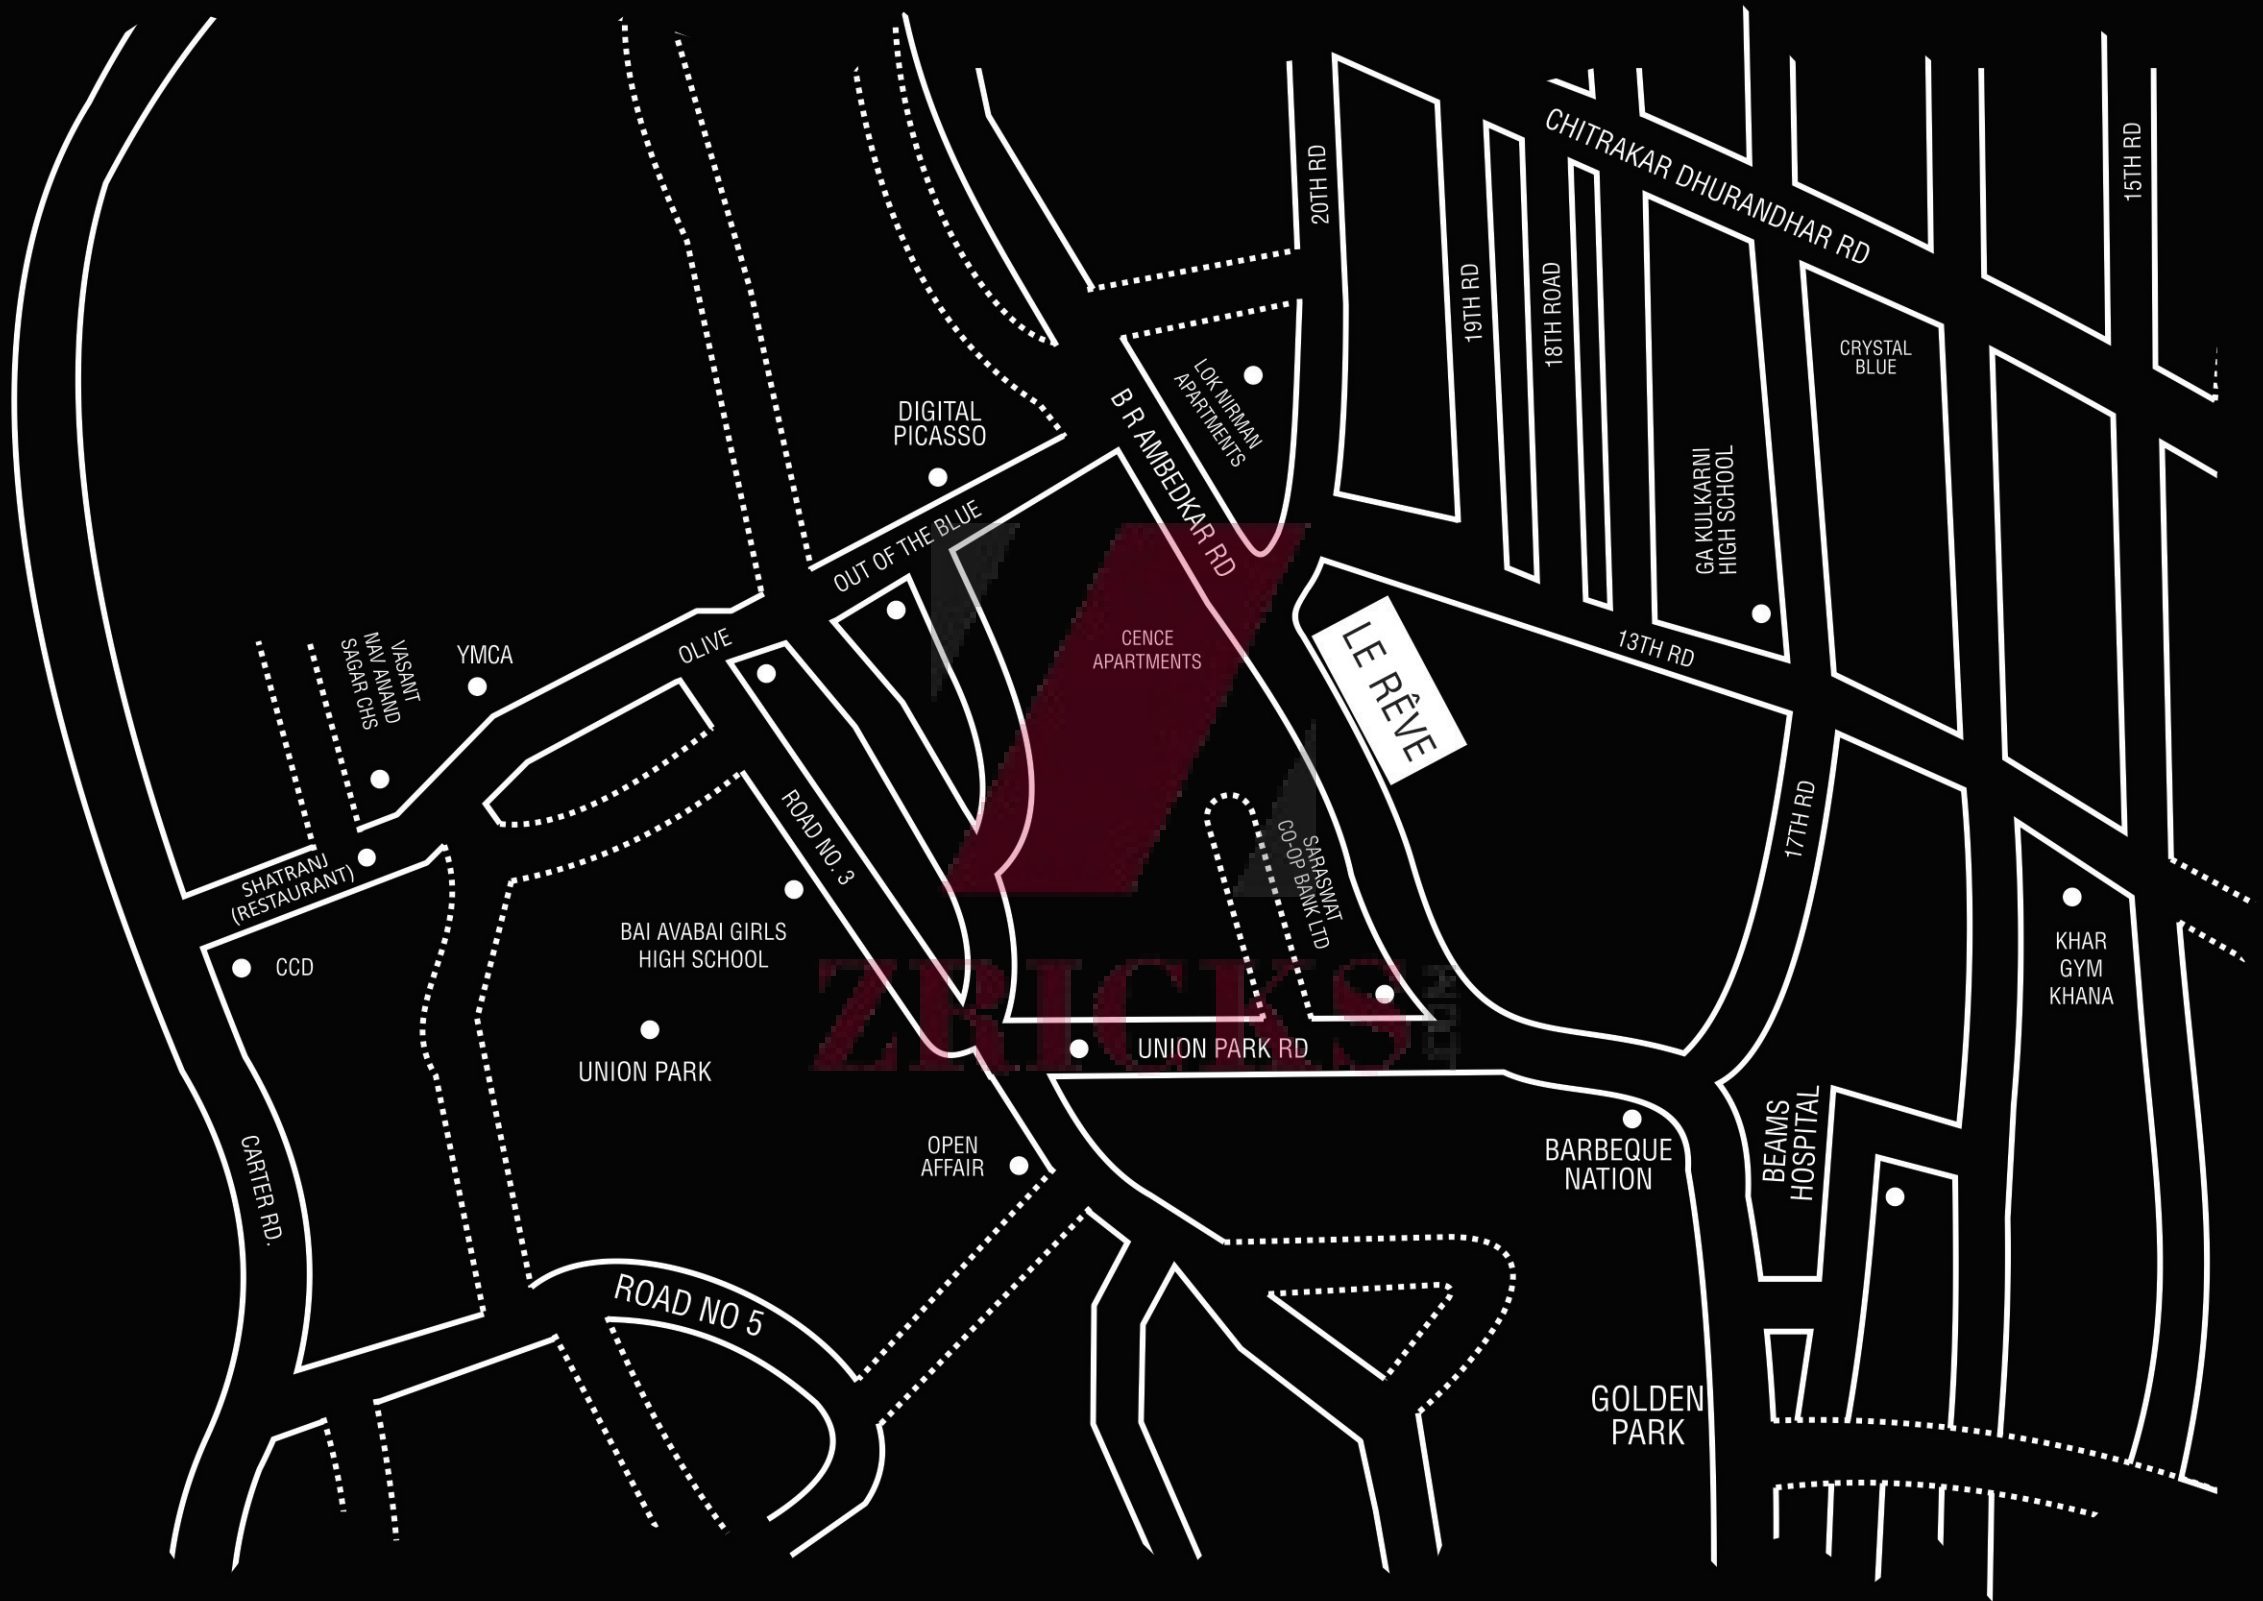 CHITRAKAR DHURANDHAR RD
15TH RD
20TH RD
19TH RD
18TH ROAD
CRYSTAL
BLUE
LOK NIRMAN
APARTMENTS
B R AMBEDKAR RD
DIGITAL
PICASSO
GA KULKARNI
HIGH SCHOOL
OUT OF THE BLUE
CENCE
APARTMENTS
LE RÊVE
13TH RD
OLIVE
YMCA
VASANT
NAV ANAND
SAGAR CHS
ROAD NO. 3
17TH RD
SARASWAT
CO-OP BANK LTD
SHATRANJ
(RESTAURANT)
BAI AVABAI GIRLS
HIGH SCHOOL
CCD
KHAR
GYM
KHANA
ZRICKS
.COM
UNION PARK RD
UNION PARK
OPEN
AFFAIR
BARBEQUE
NATION
BEAMS
HOSPITAL
CARTER RD.
ROAD NO 5
GOLDEN
PARK